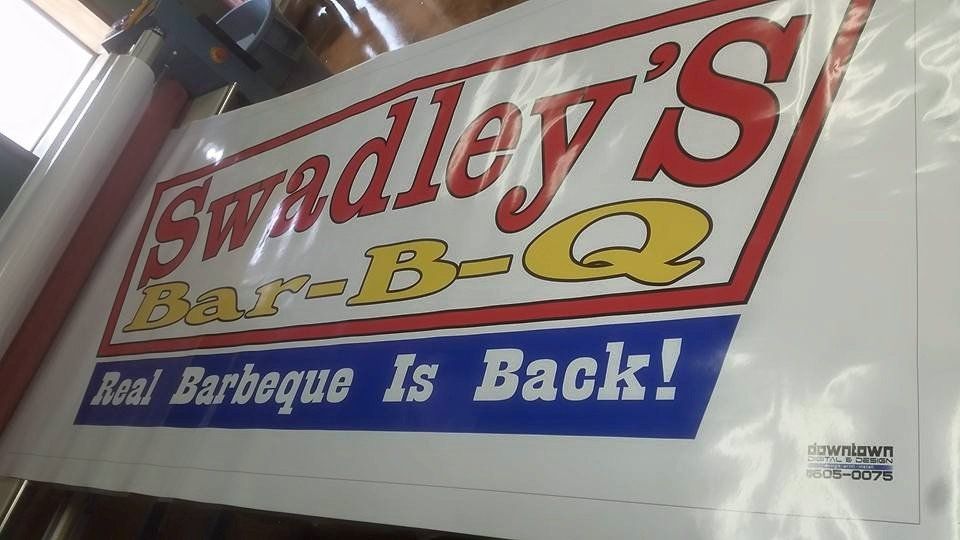 Swadley'S
Bar-B-Q
Real Barbeque Is Back!
downtown
DIGITAL & DESIGN
605-0075